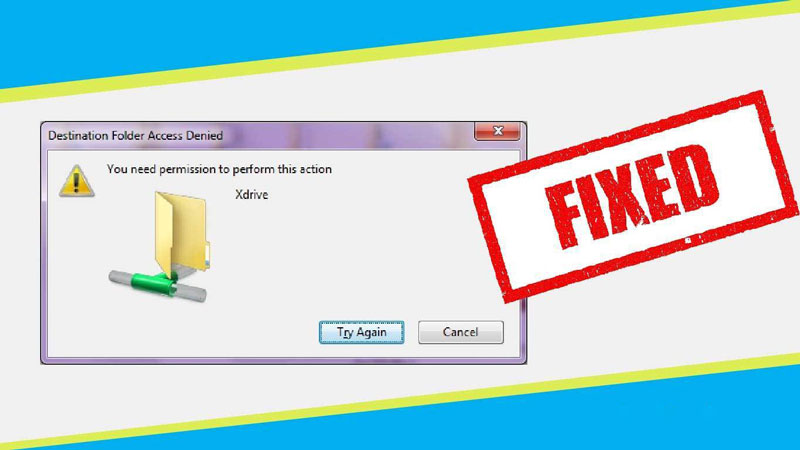 Destination Folder Access Denied
You need permission to perform this action
Xdrive
Try Again
Cancel
FIXED